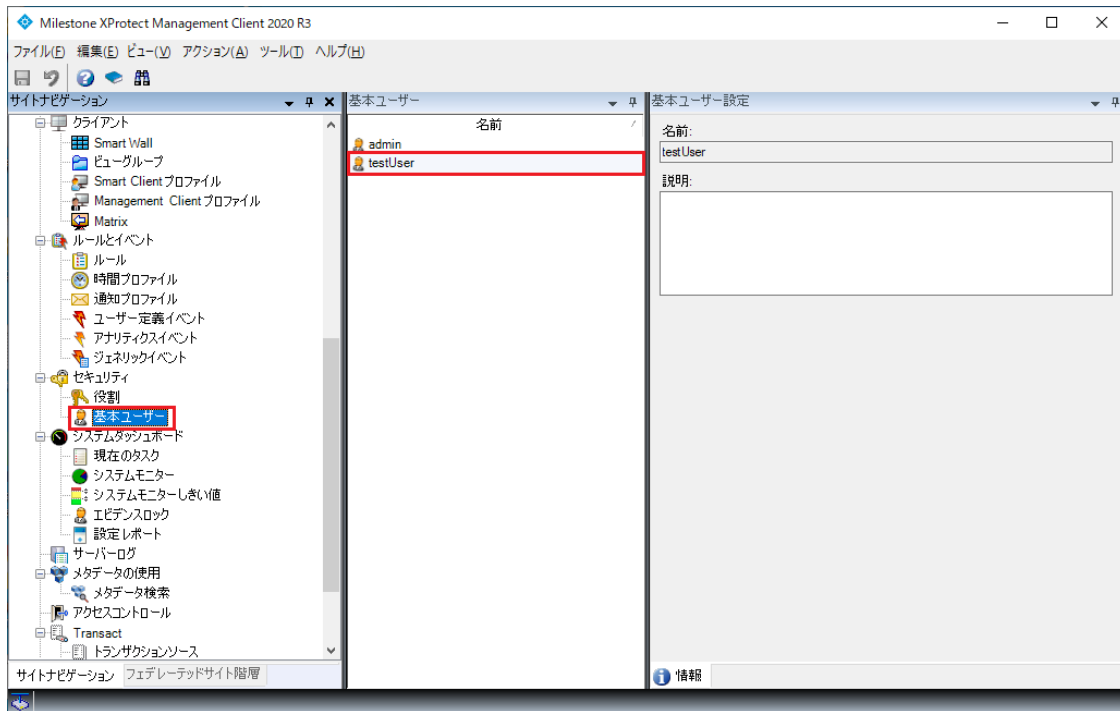 Milestone XProtect Management Client 2020 R3
ファイル(F) 編集(E) ビュー(V) アクション(A) ツール(T) ヘルプ(H)
サイトナビゲーション
クライアント
Smart Wall
ビューグループ
Smart Clientプロファイル
Management Clientプロファイル
Matrix
ルールとイベント
ルール
時間プロファイル
通知プロファイル
ユーザー定義イベント
アナリティクスイベント
ジェネリックイベント
セキュリティ
役割
基本ユーザー
システムダッシュボード
現在のタスク
システムモニター
システムモニターしきい値
エビデンスロック
設定レポート
サーバーログ
メタデータの使用
メタデータ検索
アクセスコントロール
Transact
トランザクションソース
サイトナビゲーション フェデレーテッドサイト階層
基本ユーザー
名前
admin
testUser
基本ユーザー設定
名前:
testUser
説明:
情報